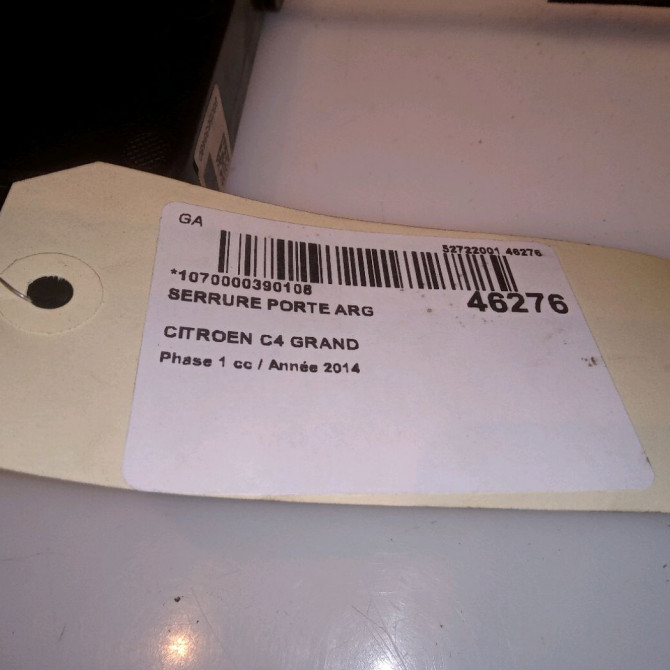 GA
52722001 46276
*1070000390108
46276
SERRURE PORTE ARG
CITROEN C4 GRAND
Phase 1 cc / Année 2014